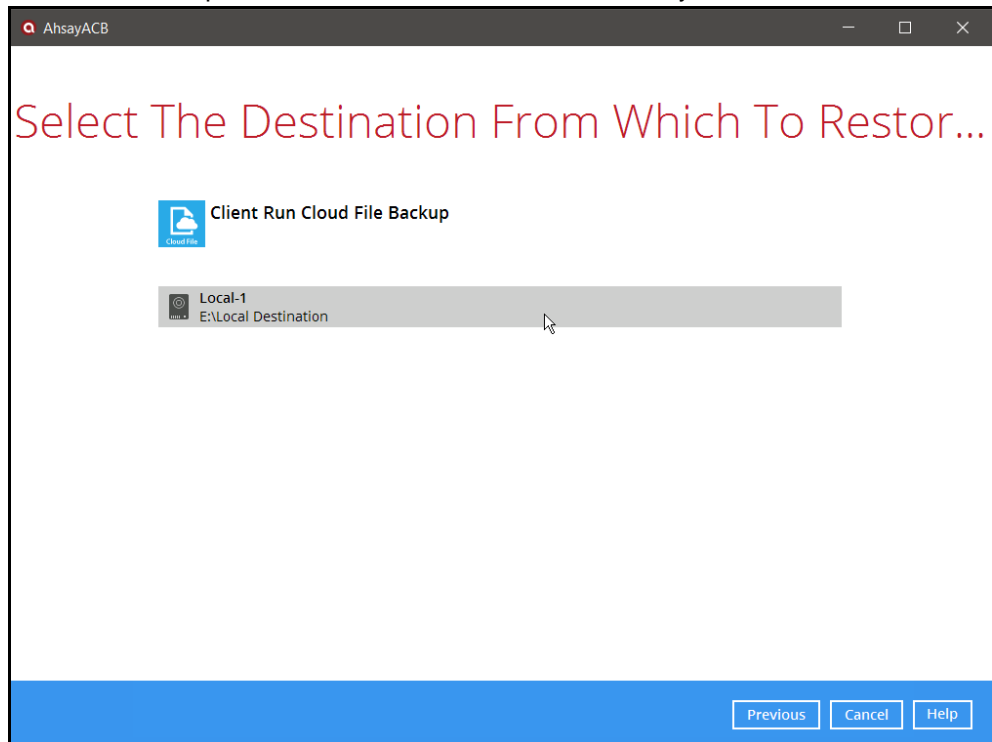 AhsayACB
Select The Destination From Which To Restor...
Client Run Cloud File Backup
Cloud File
Local-1
E:\Local Destination
Previous Cancel Help